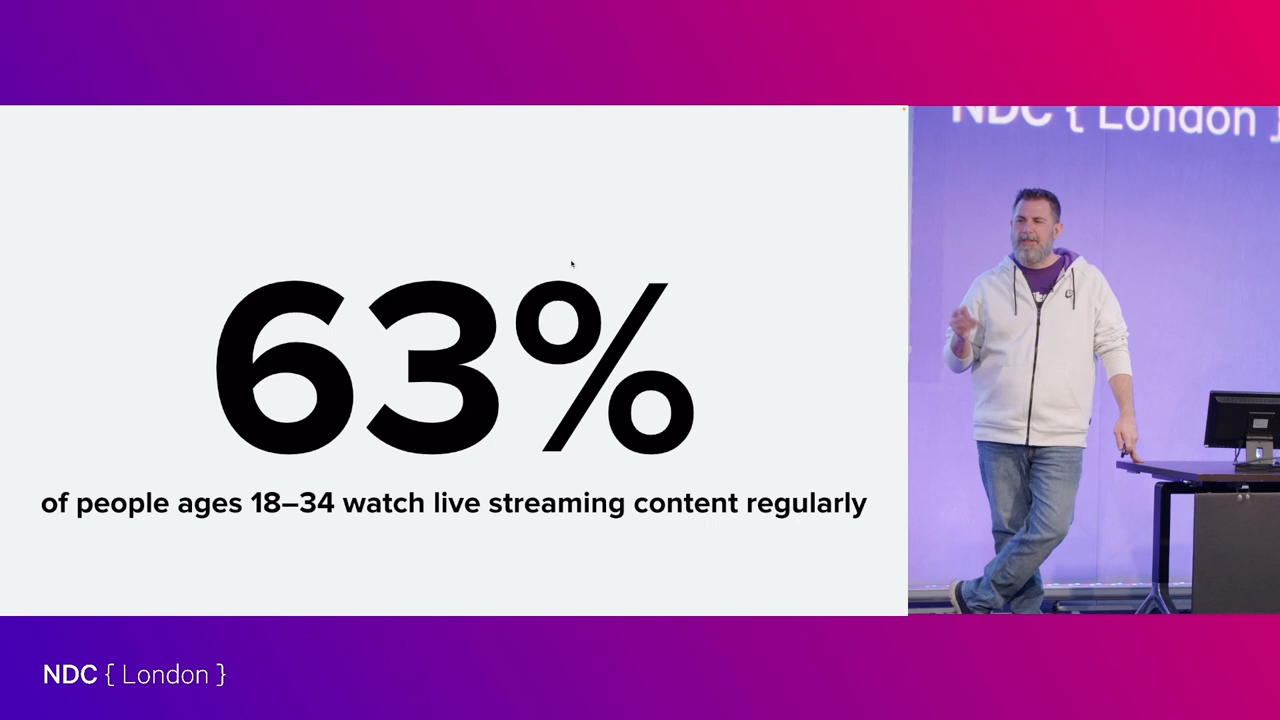 63%
of people ages 18–34 watch live streaming content regularly
NDC { London }
NDC { London }